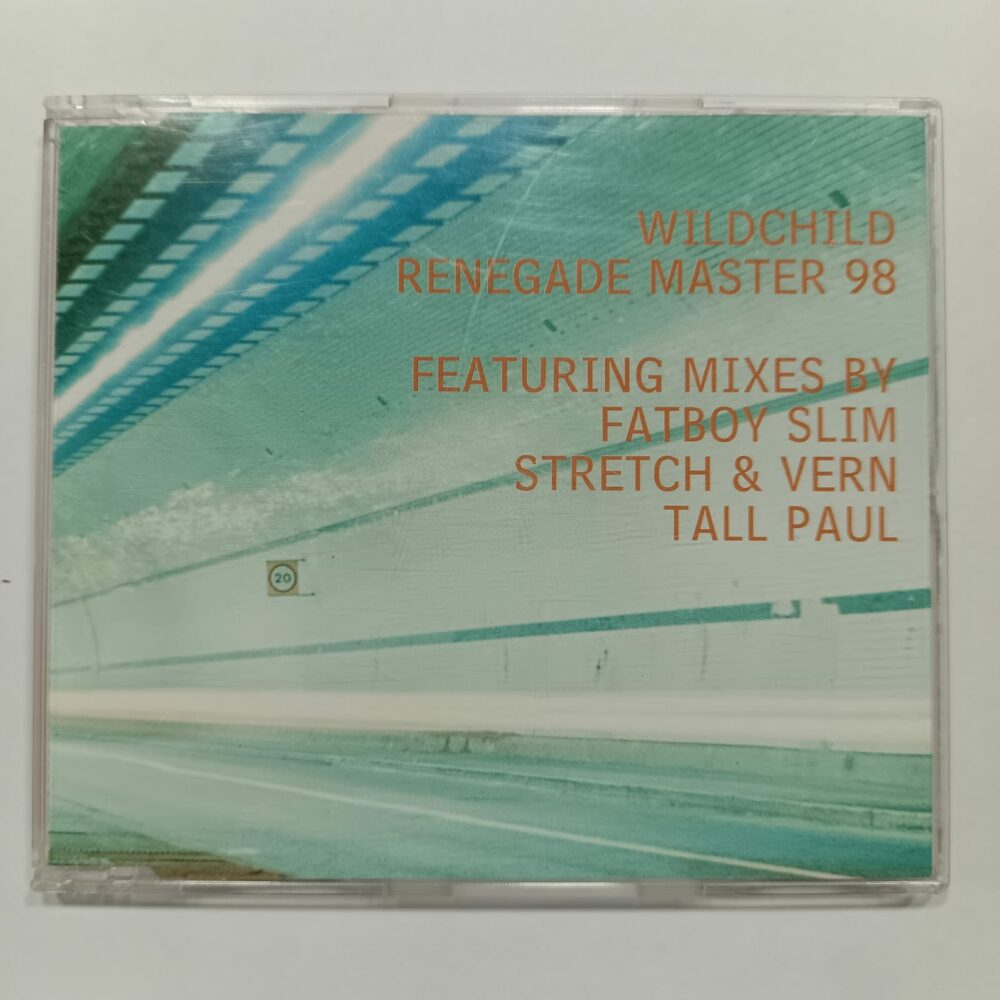 WILDCHILD
RENEGADE MASTER 98
FEATURING MIXES BY
FATBOY SLIM
STRETCH & VERN
TALL PAUL
20